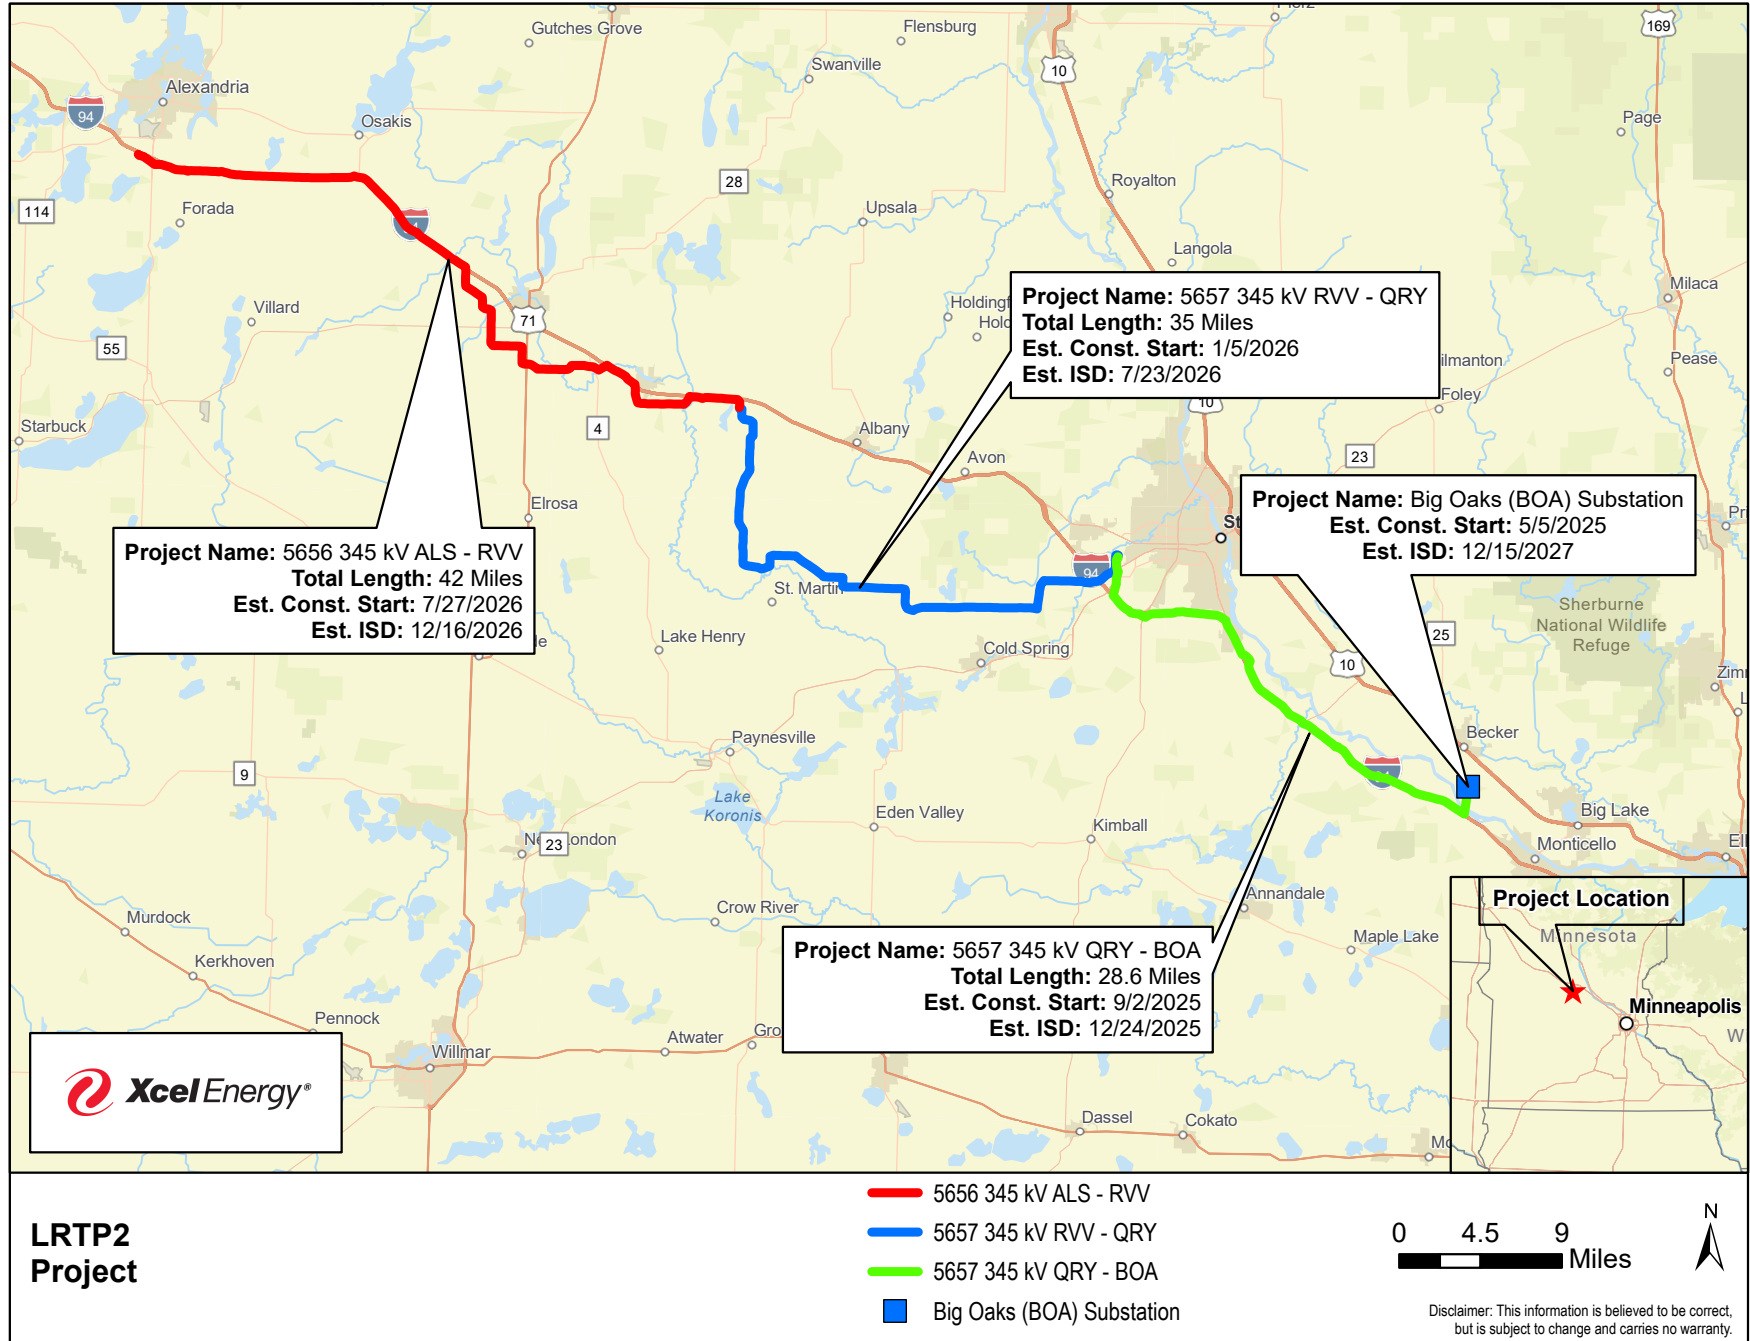 Gutches Grove
Flensburg
Swanville
Alexandria
Osakis
Page
Royalton
Upsala
Forada
Langola
Villard
Milaca
Pease
Foley
Starbuck
Albany
Avon
Elrosa
St. Martin
Lake Henry
Cold Spring
Paynesville
Lake
Koronis
Eden Valley
Kimball
Becker
Big Lake
Monticello
Annandale
Maple Lake
Crow River
Murdock
Kerkhoven
Pennock
Willmar
Atwater
Dassel
Cokato
Sherburne
National Wildlife
Refuge
94
10
169
28
114
55
71
4
10
23
94
10
25
9
23
Project Name: 5657 345 kV RVV - QRY
Total Length: 35 Miles
Est. Const. Start: 1/5/2026
Est. ISD: 7/23/2026
Project Name: Big Oaks (BOA) Substation
Est. Const. Start: 5/5/2025
Est. ISD: 12/15/2027
Project Name: 5656 345 kV ALS - RVV
Total Length: 42 Miles
Est. Const. Start: 7/27/2026
Est. ISD: 12/16/2026
Project Name: 5657 345 kV QRY - BOA
Total Length: 28.6 Miles
Est. Const. Start: 9/2/2025
Est. ISD: 12/24/2025
Project Location
Minnesota
Minneapolis
Xcel Energy®
LRTP2
Project
5656 345 kV ALS - RVV
5657 345 kV RVV - QRY
5657 345 kV QRY - BOA
Big Oaks (BOA) Substation
0 4.5 9
Miles
N
Disclaimer: This information is believed to be correct,
but is subject to change and carries no warranty.